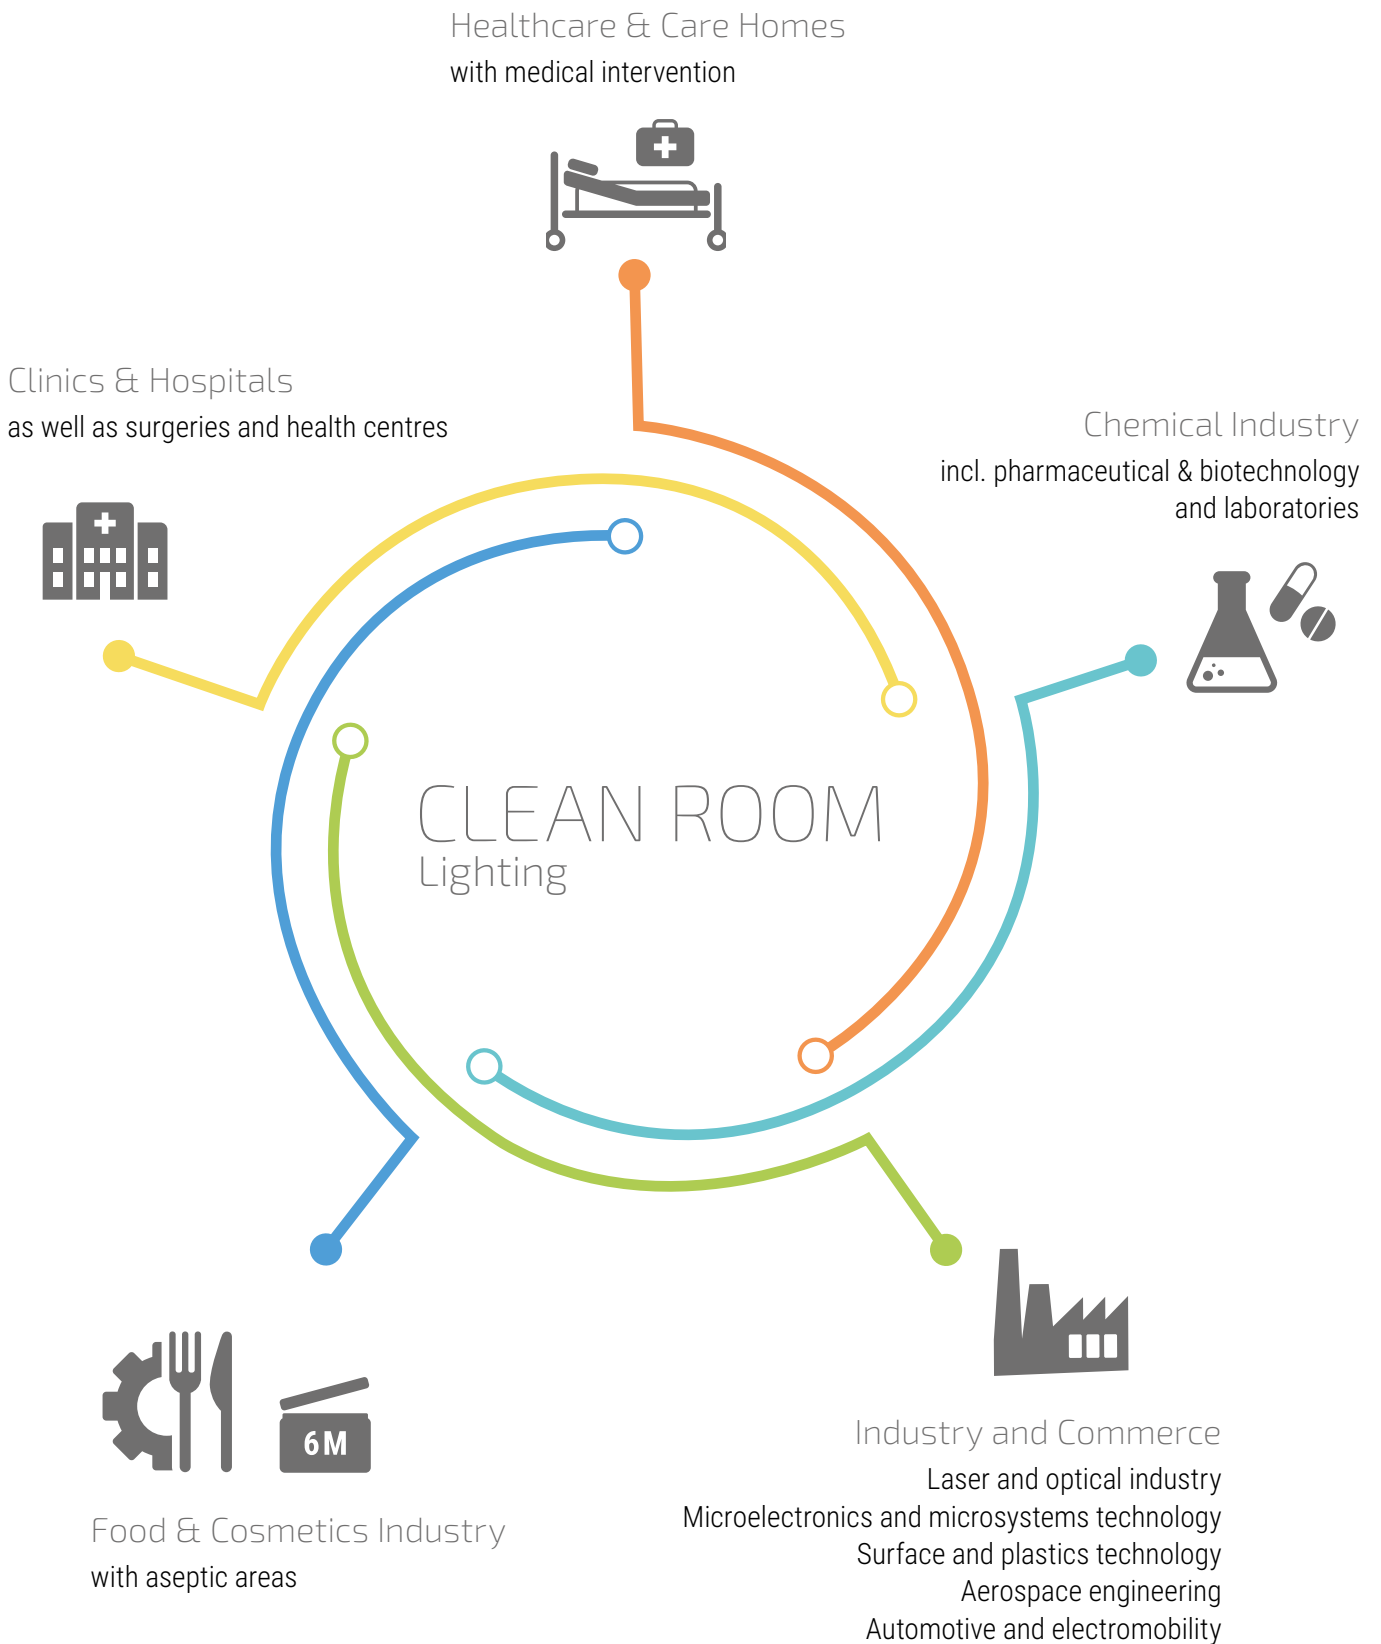 Healthcare & Care Homes
with medical intervention
Clinics & Hospitals
as well as surgeries and health centres
Chemical Industry
incl. pharmaceutical & biotechnology
and laboratories
CLEAN ROOM
Lighting
6M
Food & Cosmetics Industry
with aseptic areas
Industry and Commerce
Laser and optical industry
Microelectronics and microsystems technology
Surface and plastics technology
Aerospace engineering
Automotive and electromobility